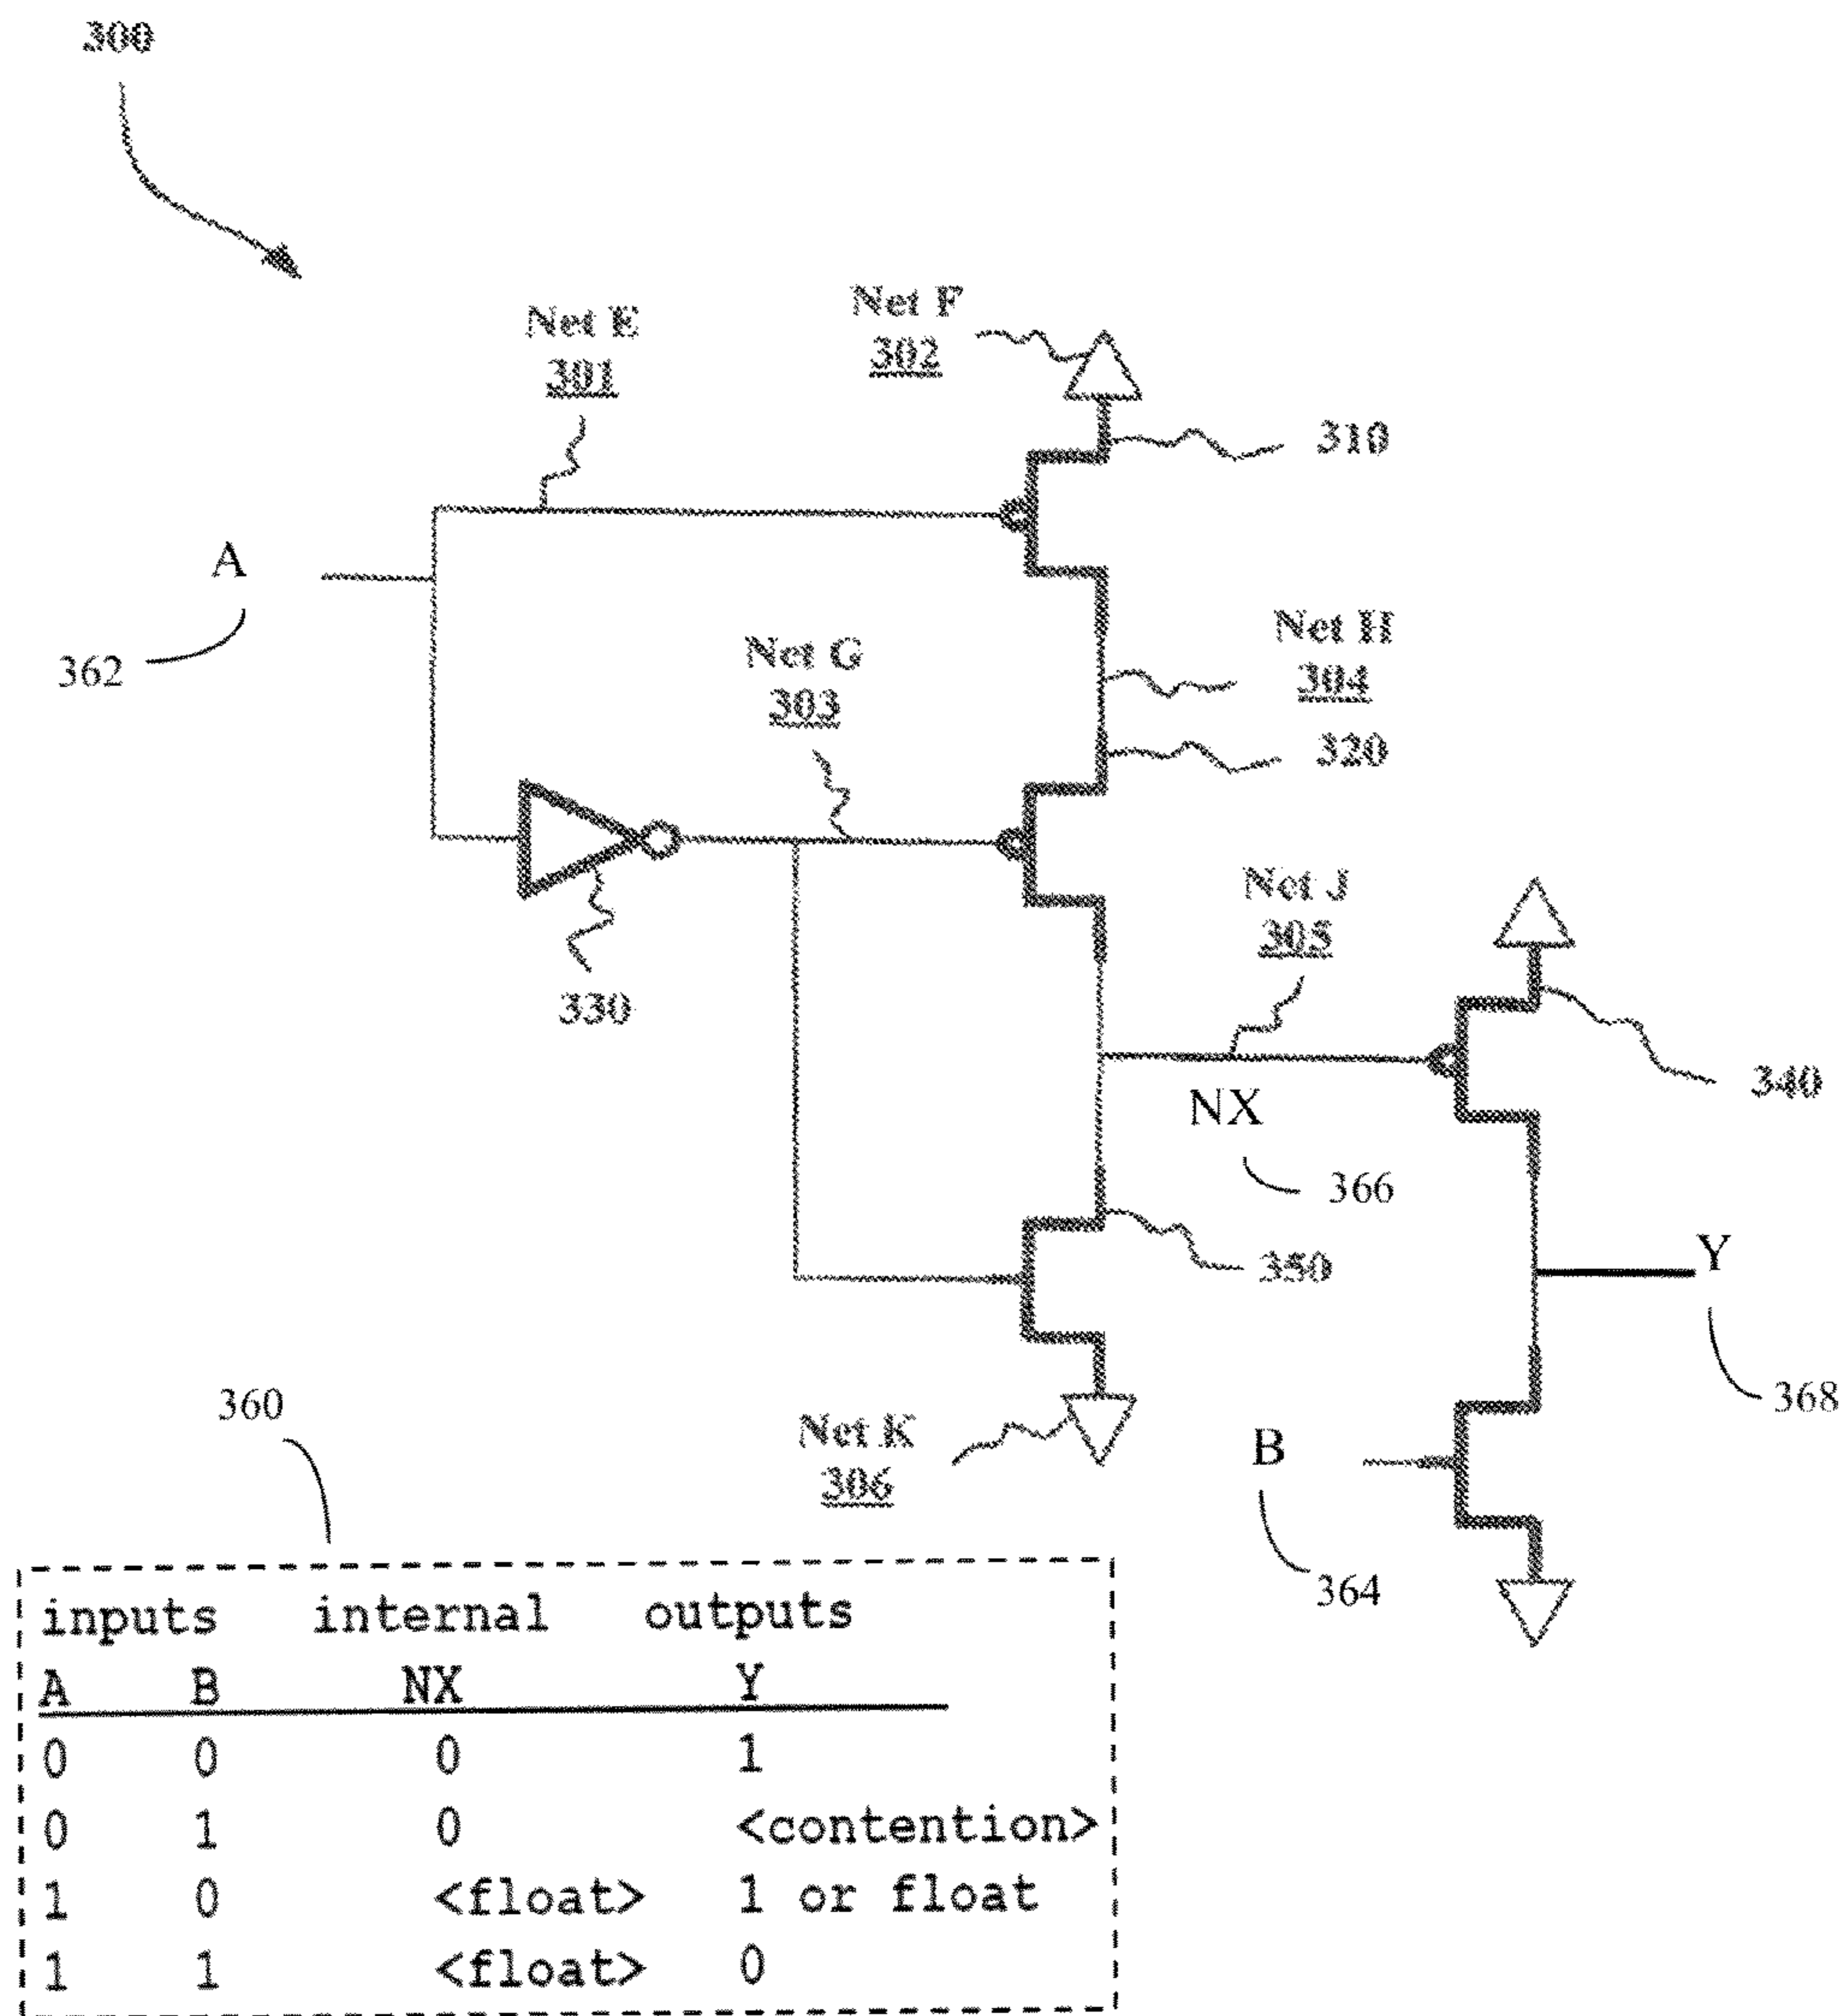 300
Net E
301
Net F
302
310
A
362
Net G
303
Net H
304
320
330
Net J
305
340
NX
366
350
Y
368
360
Net K
306
B
364
inputs internal outputs
A B NX Y
0 0 0 1
0 1 0 <contention>
1 0 <float> 1 or float
1 1 <float> 0